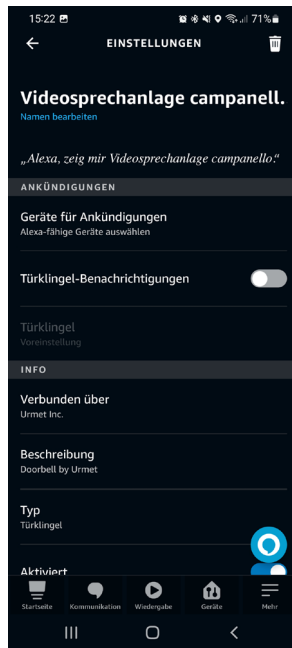 15:22 71%
EINSTELLUNGEN
Videosprechanlage campanell.
Namen bearbeiten
„Alexa, zeig mir Videosprechanlage campanello.“
ANKÜNDIGUNGEN
Geräte für Ankündigungen
Alexa-fähige Geräte auswählen
Türklingel-Benachrichtigungen
Türklingel
Voreinstellung
INFO
Verbunden über
Urmet Inc.
Beschreibung
Doorbell by Urmet
Typ
Türklingel
Aktiviert
Startseite Kommunikation Wiedergabe Geräte Mehr